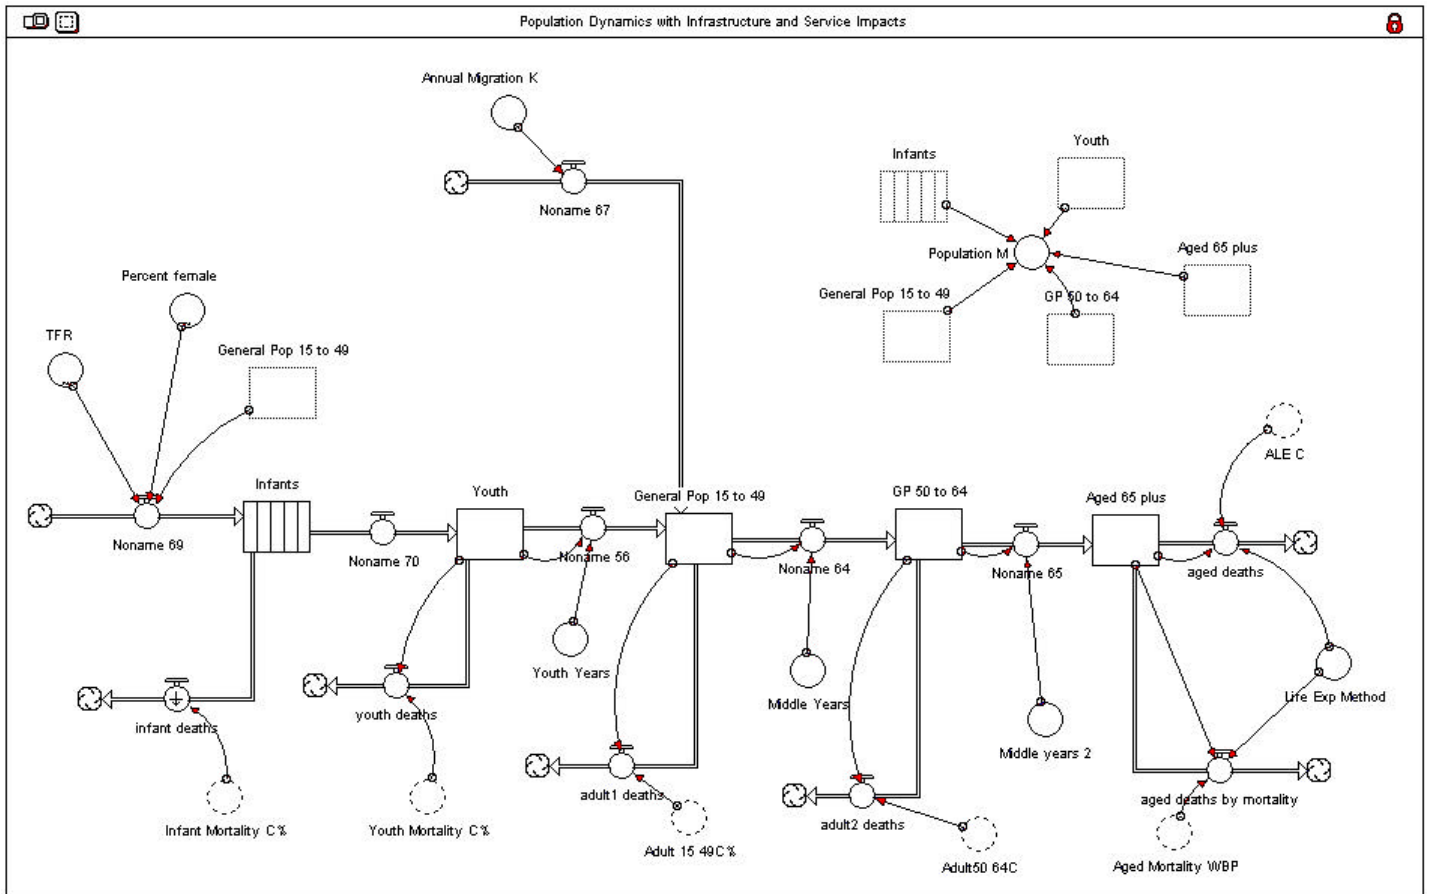 Population Dynamics with Infrastructure and Service Impacts
Annual Migration K
Noname 67
Infants
Youth
Population M
Aged 65 plus
General Pop 15 to 49
GP 50 to 64
Percent female
TFR
General Pop 15 to 49
ALE C
Infants
Youth
General Pop 15 to 49
GP 50 to 64
Aged 65 plus
Noname 69
Noname 70
Noname 56
Noname 64
Noname 65
aged deaths
Youth Years
Middle Years
Life Exp Method
infant deaths
youth deaths
Middle years 2
adult1 deaths
adult2 deaths
aged deaths by mortality
Infant Mortality C%
Youth Mortality C%
Adult 15 49C%
Adult50 64C
Aged Mortality WBP